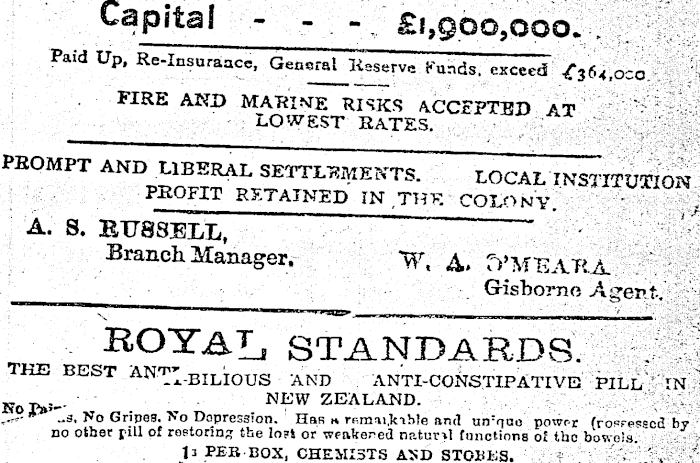 Capital - - - £1,900,000.
Paid Up, Re-Insurance, General Reserve Funds, exceed £364,000
FIRE AND MARINE RISKS ACCEPTED AT
LOWEST RATES.
PROMPT AND LIBERAL SETTLEMENTS. LOCAL INSTITUTION
PROFIT RETAINED IN THE COLONY.
A. S. RUSSELL,
Branch Manager.
W. A. O'MEARA
Gisborne Agent.
ROYAL STANDARDS.
THE BEST ANTI-BILIOUS AND ANTI-CONSTIPATIVE PILL IN
NEW ZEALAND.
No Pains, No Gripes, No Depression. Has a remarkable and unique power (possessed by
no other pill of restoring the lost or weakened natural functions of the bowels.
1s PER BOX, CHEMISTS AND STORES.